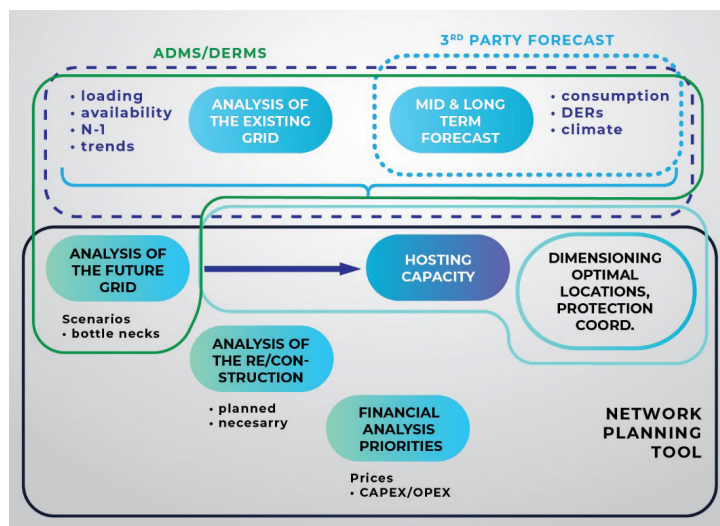 ADMS/DERMS
3RD PARTY FORECAST
• loading
• availability
• N-1
• trends
ANALYSIS OF
THE EXISTING
GRID
MID & LONG
TERM
FORECAST
• consumption
• DERs
• climate
ANALYSIS OF
THE FUTURE
GRID
Scenarios
• bottle necks
HOSTING
CAPACITY
DIMENSIONING
OPTIMAL
LOCATIONS,
PROTECTION
COORD.
ANALYSIS OF
THE RE/CON-
STRUCTION
• planned
• necesarry
FINANCIAL
ANALYSIS
PRIORITIES
Prices
• CAPEX/OPEX
NETWORK
PLANNING
TOOL